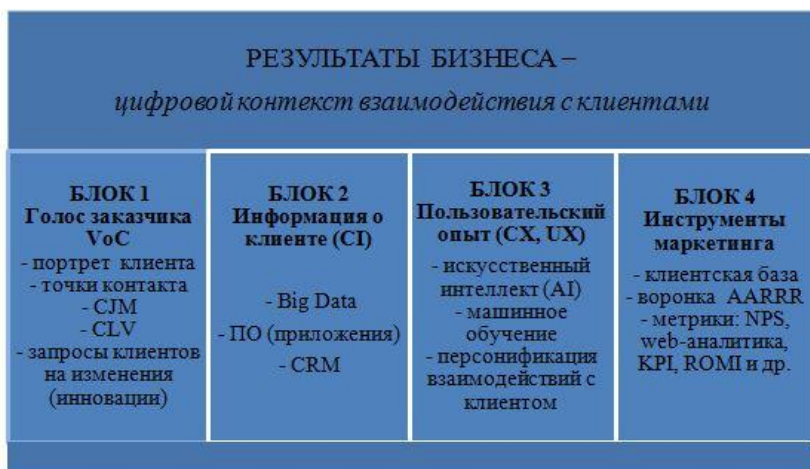 РЕЗУЛЬТАТЫ БИЗНЕСА –
цифровой контекст взаимодействия с клиентами
БЛОК 1
Голос заказчика
VoC
- портрет клиента
- точки контакта
- CJM
- CLV
- запросы клиентов
на изменения
(инновации)
БЛОК 2
Информация о
клиенте (CI)
- Big Data
- ПО (приложения)
- CRM
БЛОК 3
Пользовательский
опыт (CX, UX)
- искусственный
интеллект (AI)
- машинное
обучение
- персонификация
взаимодействий с
клиентом
БЛОК 4
Инструменты
маркетинга
- клиентская база
- воронка AARRR
- метрики: NPS,
web-аналитика,
KPI, ROMI и др.